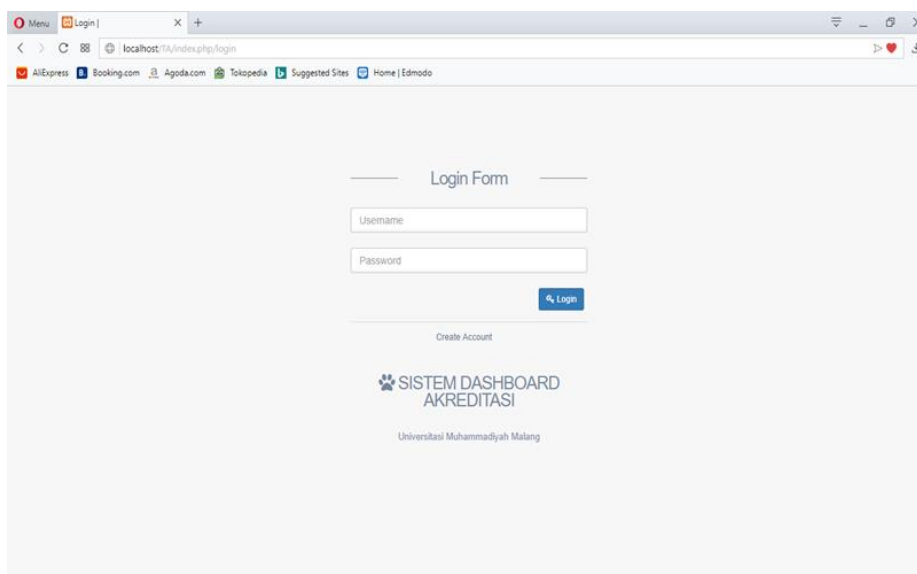 Menu
Login |
localhost/TA/index.php/login
AliExpress Booking.com Agoda.com Tokopedia Suggested Sites Home | Edmodo
Login Form
Username
Password
Login
Create Account
SISTEM DASHBOARD
AKREDITASI
Universitasi Muhammadiyah Malang